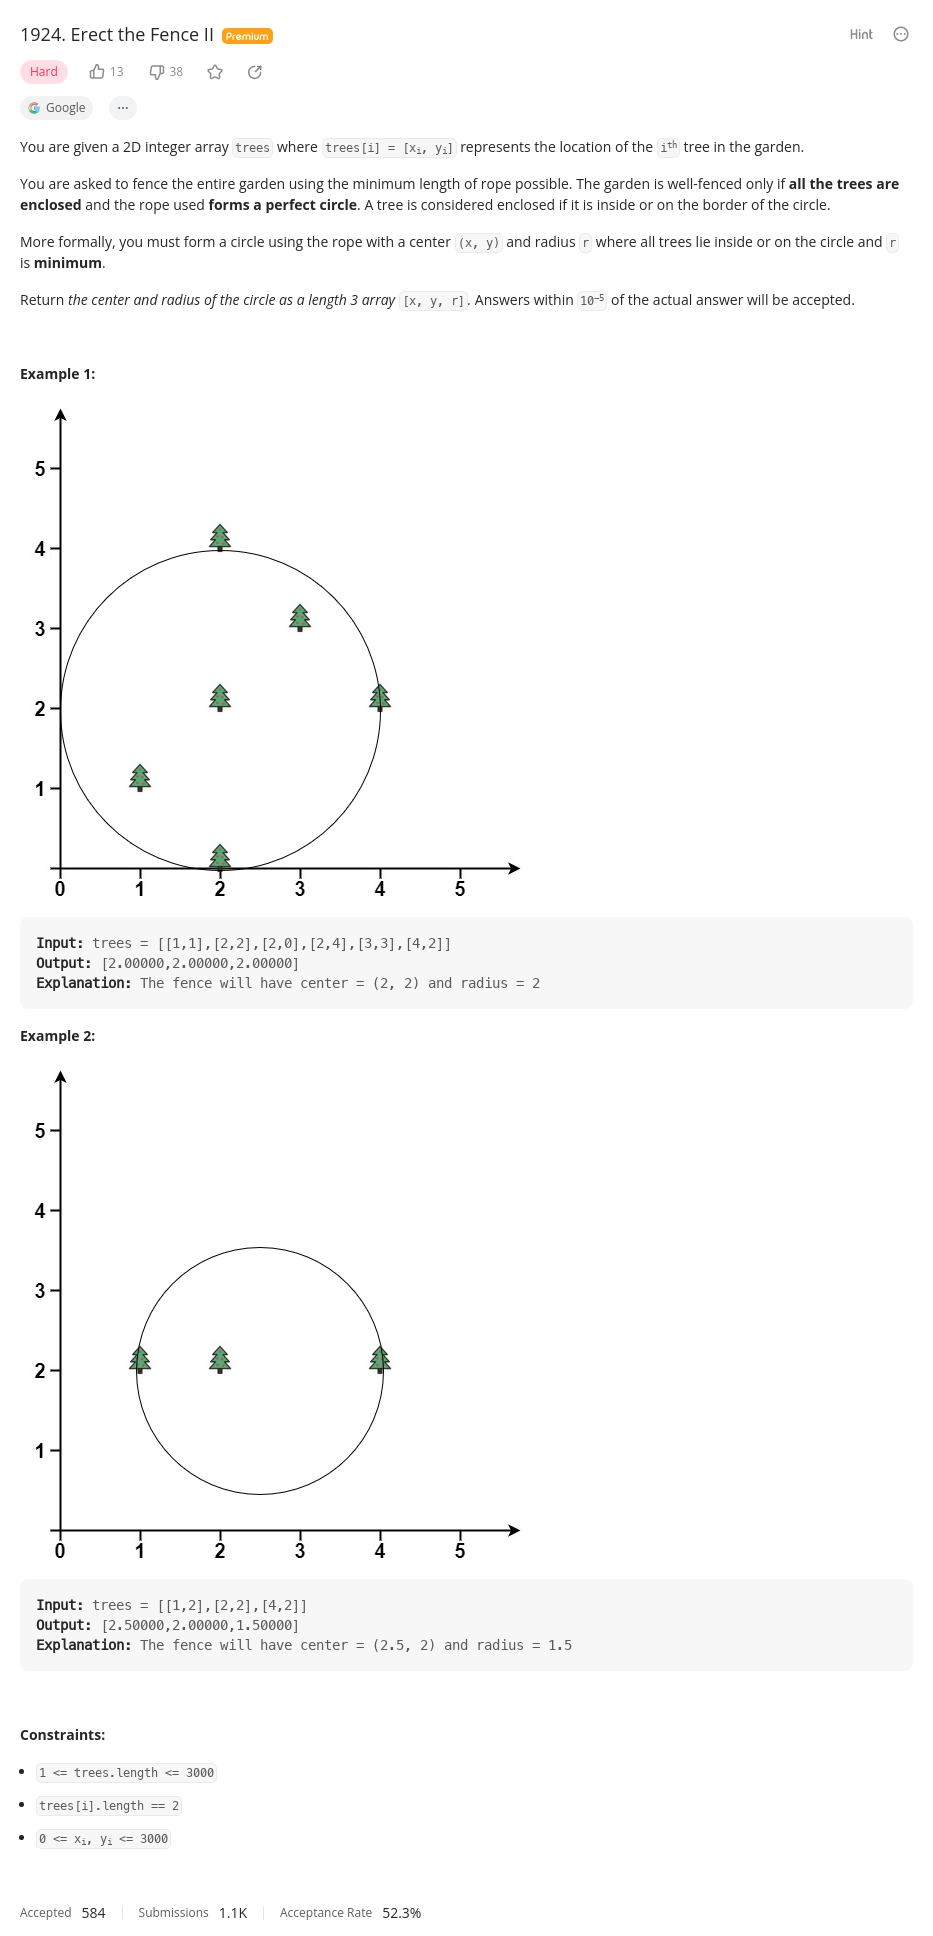 1924. Erect the Fence II Premium Hint
Hard 13 38
Google ...
You are given a 2D integer array trees where trees[i] = [xᵢ, yᵢ] represents the location of the iᵗʰ tree in the garden.
You are asked to fence the entire garden using the minimum length of rope possible. The garden is well-fenced only if all the trees are
enclosed and the rope used forms a perfect circle. A tree is considered enclosed if it is inside or on the border of the circle.
More formally, you must form a circle using the rope with a center (x, y) and radius r where all trees lie inside or on the circle and r
is minimum.
Return the center and radius of the circle as a length 3 array [x, y, r]. Answers within 10⁻⁵ of the actual answer will be accepted.
Example 1:
5
4
3
2
1
0 1 2 3 4 5
Input: trees = [[1,1],[2,2],[2,0],[2,4],[3,3],[4,2]]
Output: [2.00000,2.00000,2.00000]
Explanation: The fence will have center = (2, 2) and radius = 2
Example 2:
5
4
3
2
1
0 1 2 3 4 5
Input: trees = [[1,2],[2,2],[4,2]]
Output: [2.50000,2.00000,1.50000]
Explanation: The fence will have center = (2.5, 2) and radius = 1.5
Constraints:
• 1 <= trees.length <= 3000
• trees[i].length == 2
• 0 <= xᵢ, yᵢ <= 3000
Accepted 584 Submissions 1.1K Acceptance Rate 52.3%